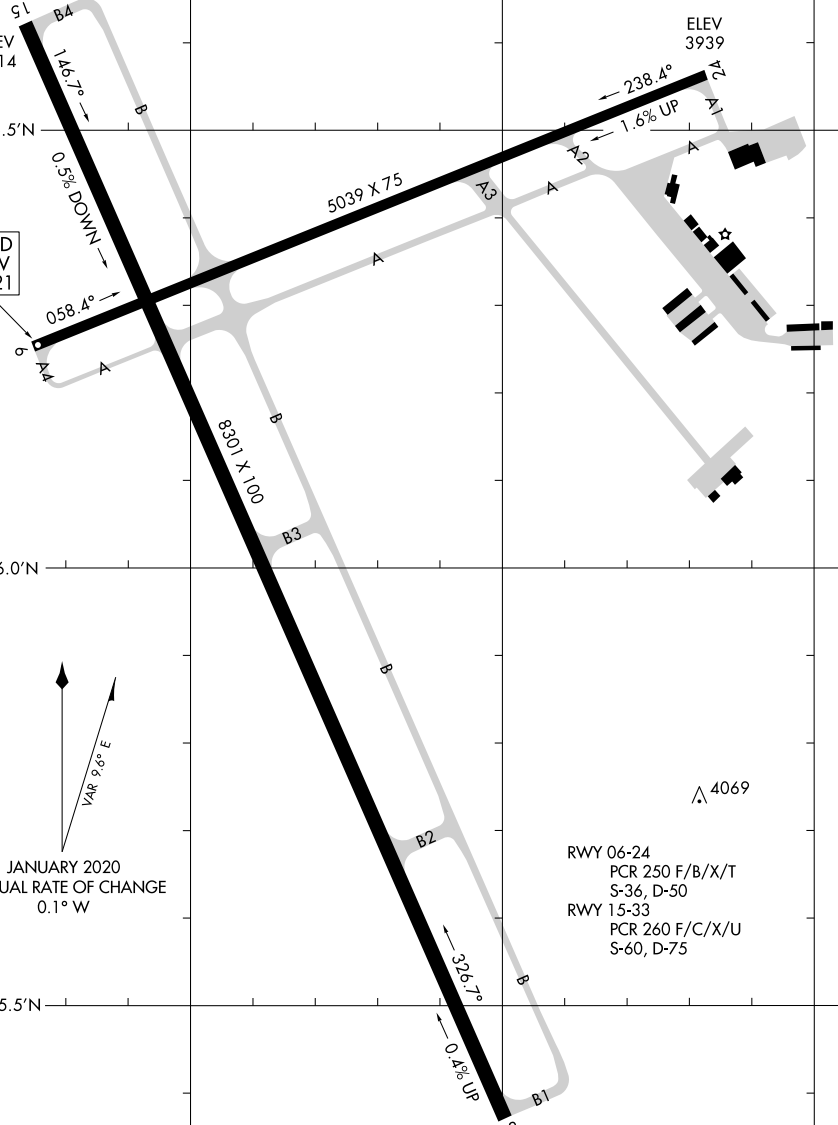 15
B4
ELEV
3939
146.7°
B
24
238.4°
1.6% UP
A1
.5'N
A
A2
0.5% DOWN
5039 X 75
A3
A
A
D
V
21
058.4°
6
A4
A
B
8301 X 100
B3
6.0'N
B
VAR 9.6° E
JANUARY 2020
UAL RATE OF CHANGE
0.1° W
4069
B2
RWY 06-24
PCR 250 F/B/X/T
S-36, D-50
RWY 15-33
PCR 260 F/C/X/U
S-60, D-75
326.7°
B
5.5'N
0.4% UP
B1